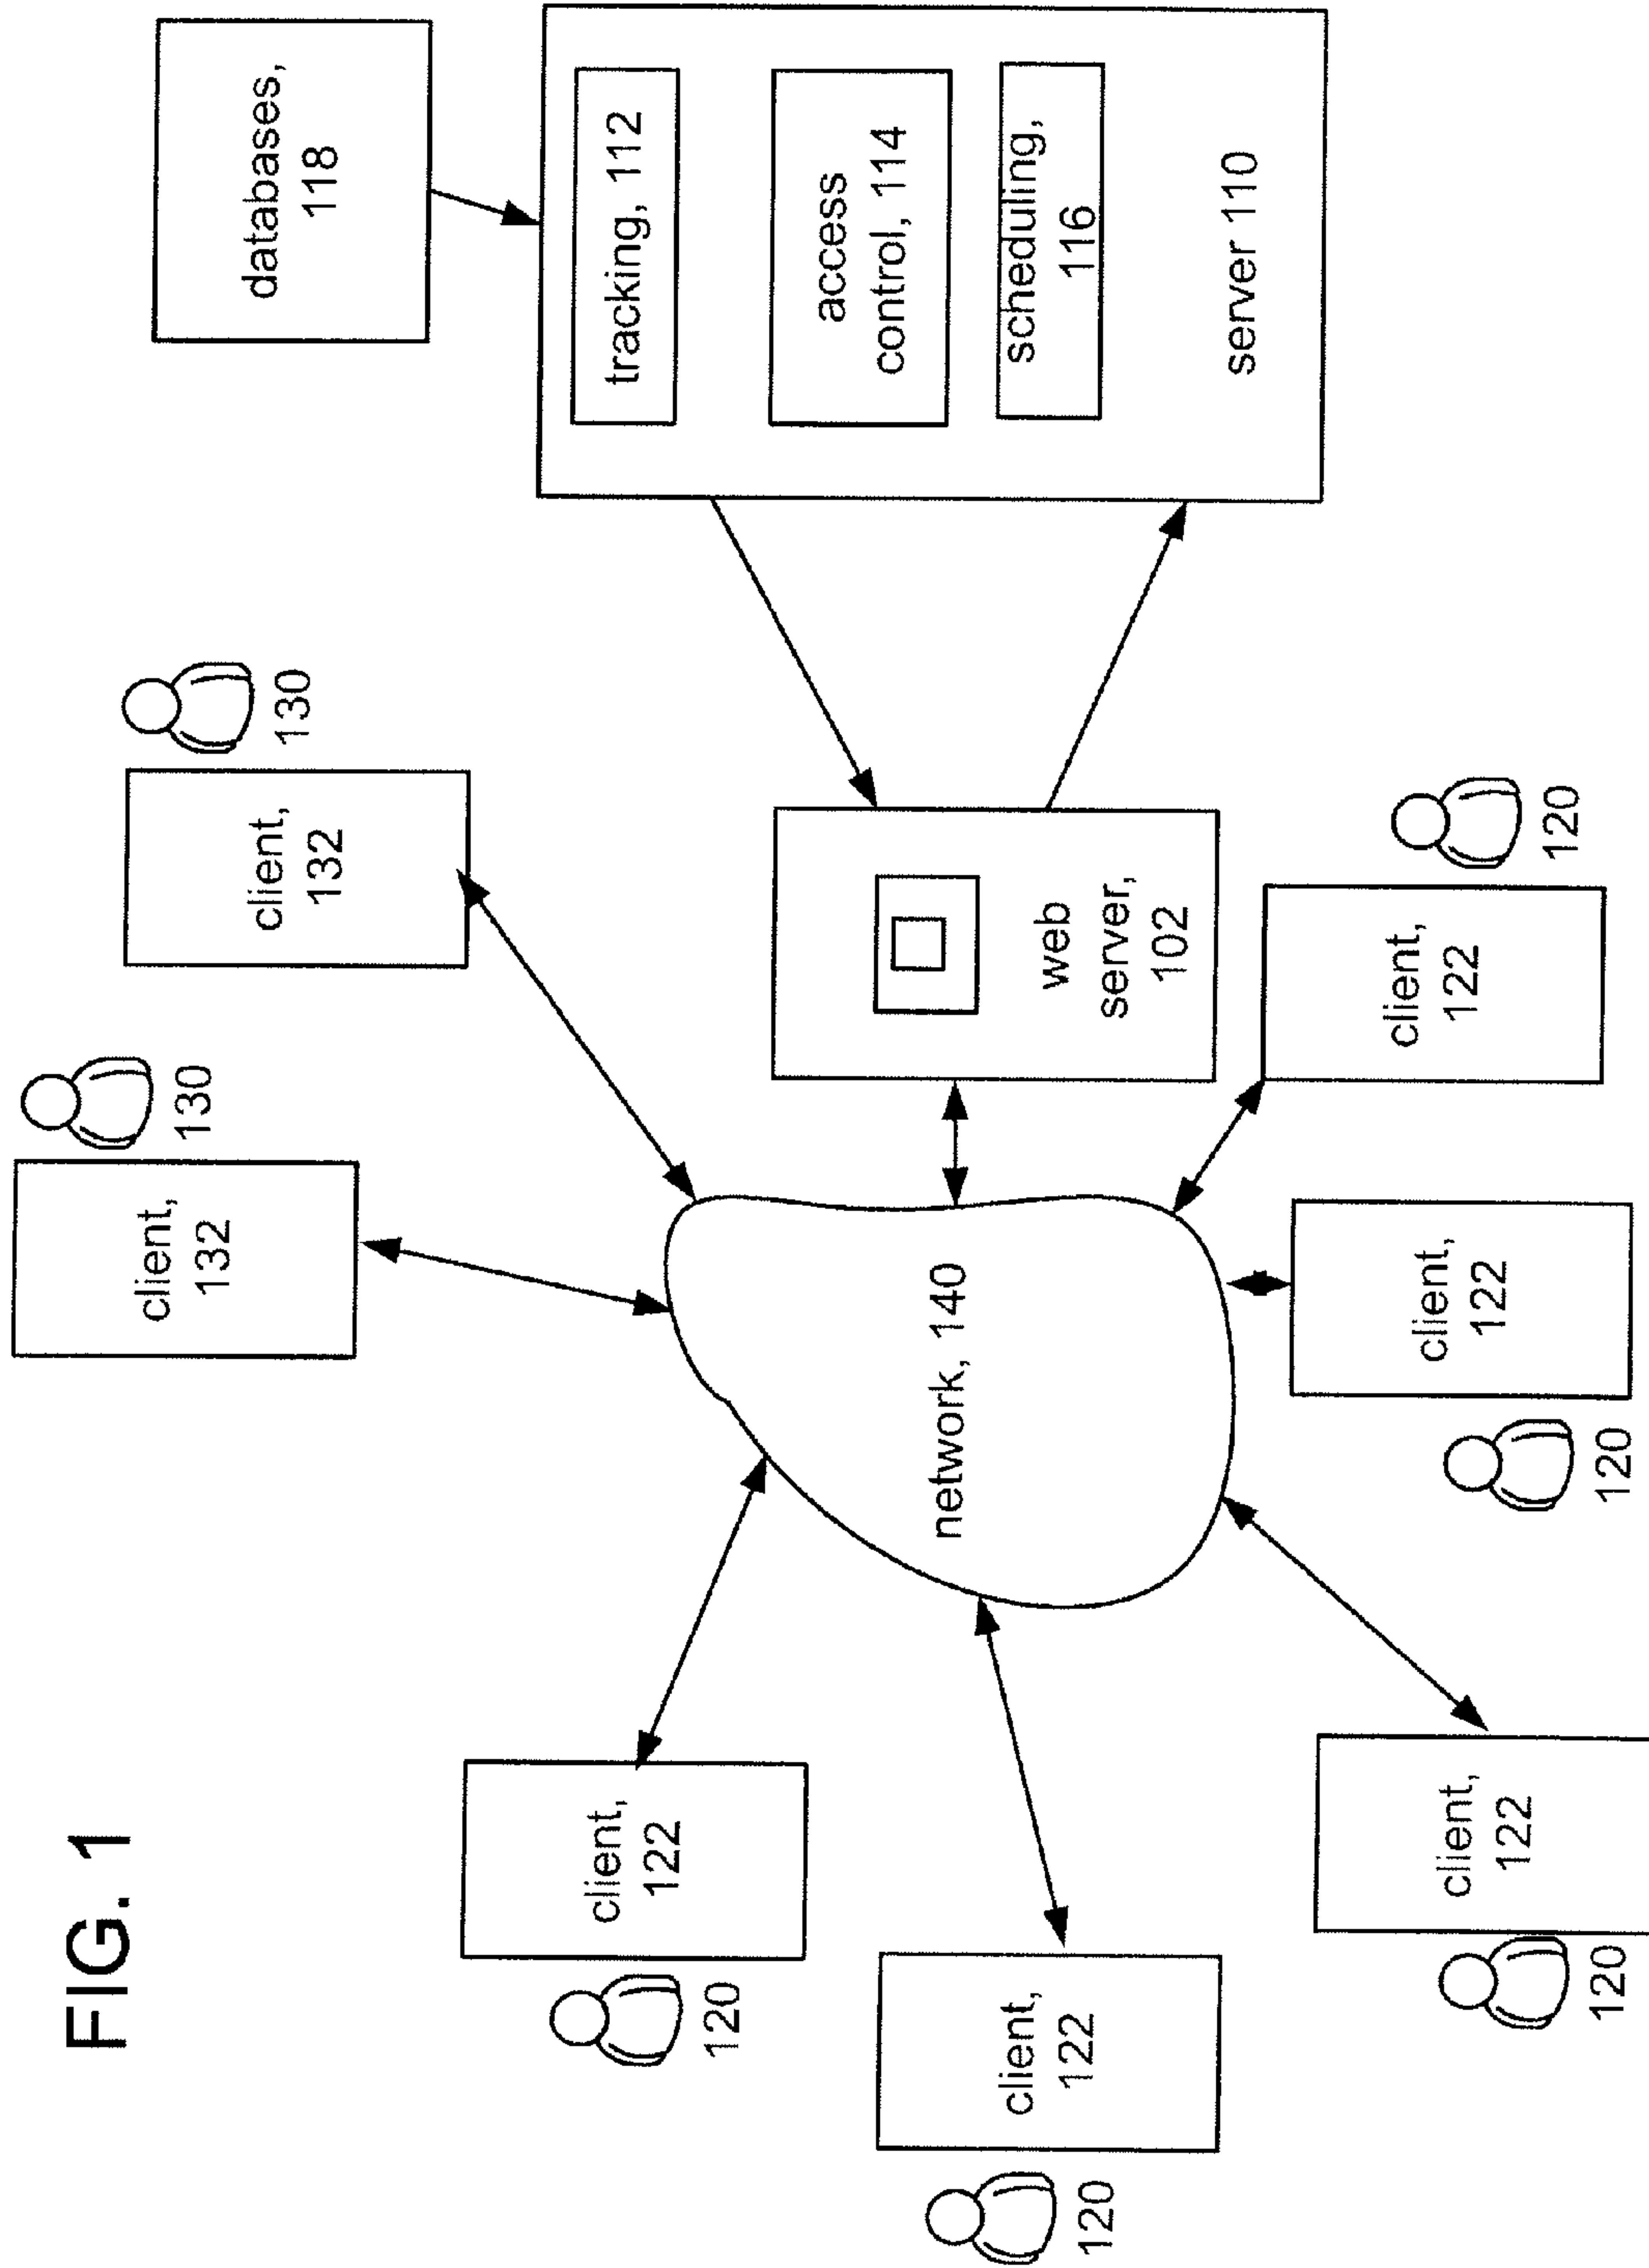 FIG. 1
client,
132
130
client,
132
130
databases,
118
tracking, 112
access
control, 114
scheduling,
116
server 110
web
server,
102
network, 140
client,
122
120
client,
122
120
client,
122
120
client,
122
120
client,
122
120